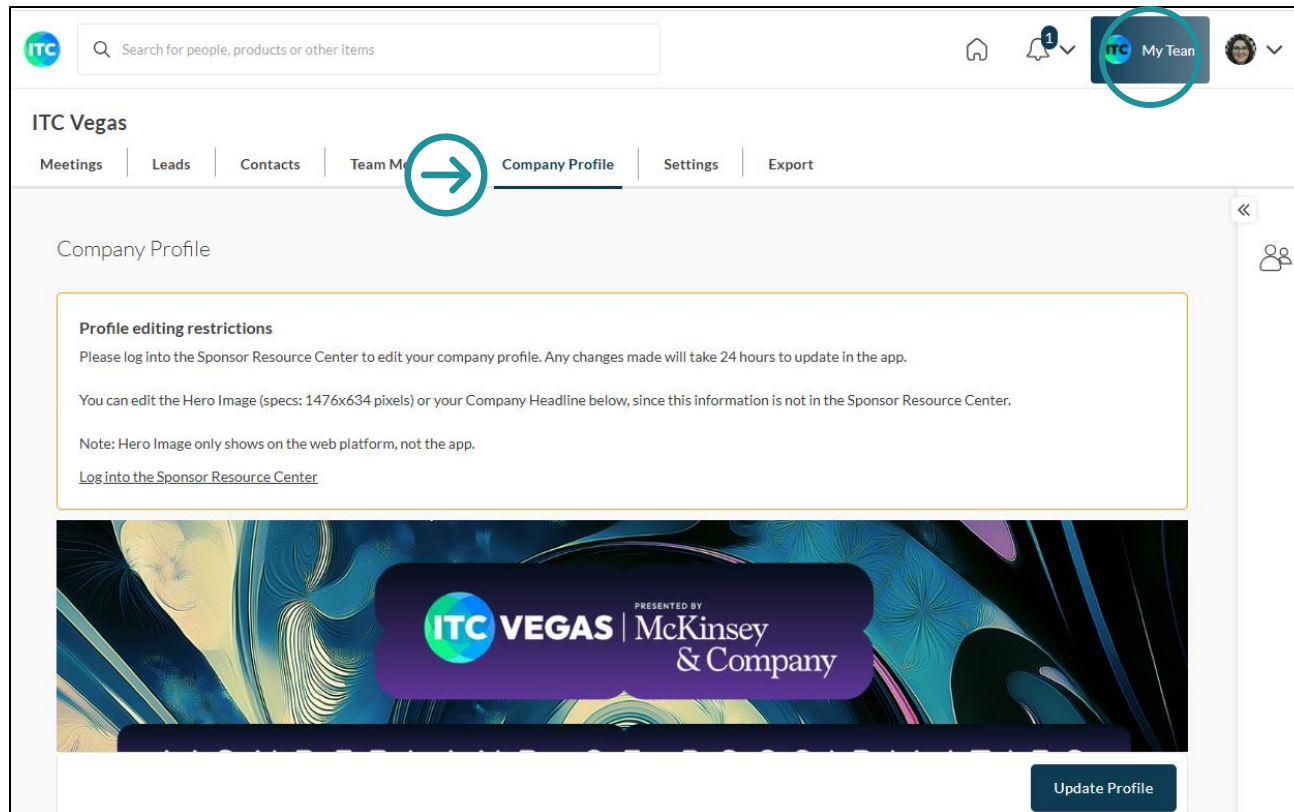 ITC
Search for people, products or other items
1
ITC
My Team
ITC Vegas
Meetings
Leads
Contacts
Team
Company Profile
Settings
Export
Company Profile
Profile editing restrictions
Please log into the Sponsor Resource Center to edit your company profile. Any changes made will take 24 hours to update in the app.
You can edit the Hero Image (specs: 1476x634 pixels) or your Company Headline below, since this information is not in the Sponsor Resource Center.
Note: Hero Image only shows on the web platform, not the app.
Log into the Sponsor Resource Center
ITC VEGAS
PRESENTED BY
McKinsey
& Company
Update Profile